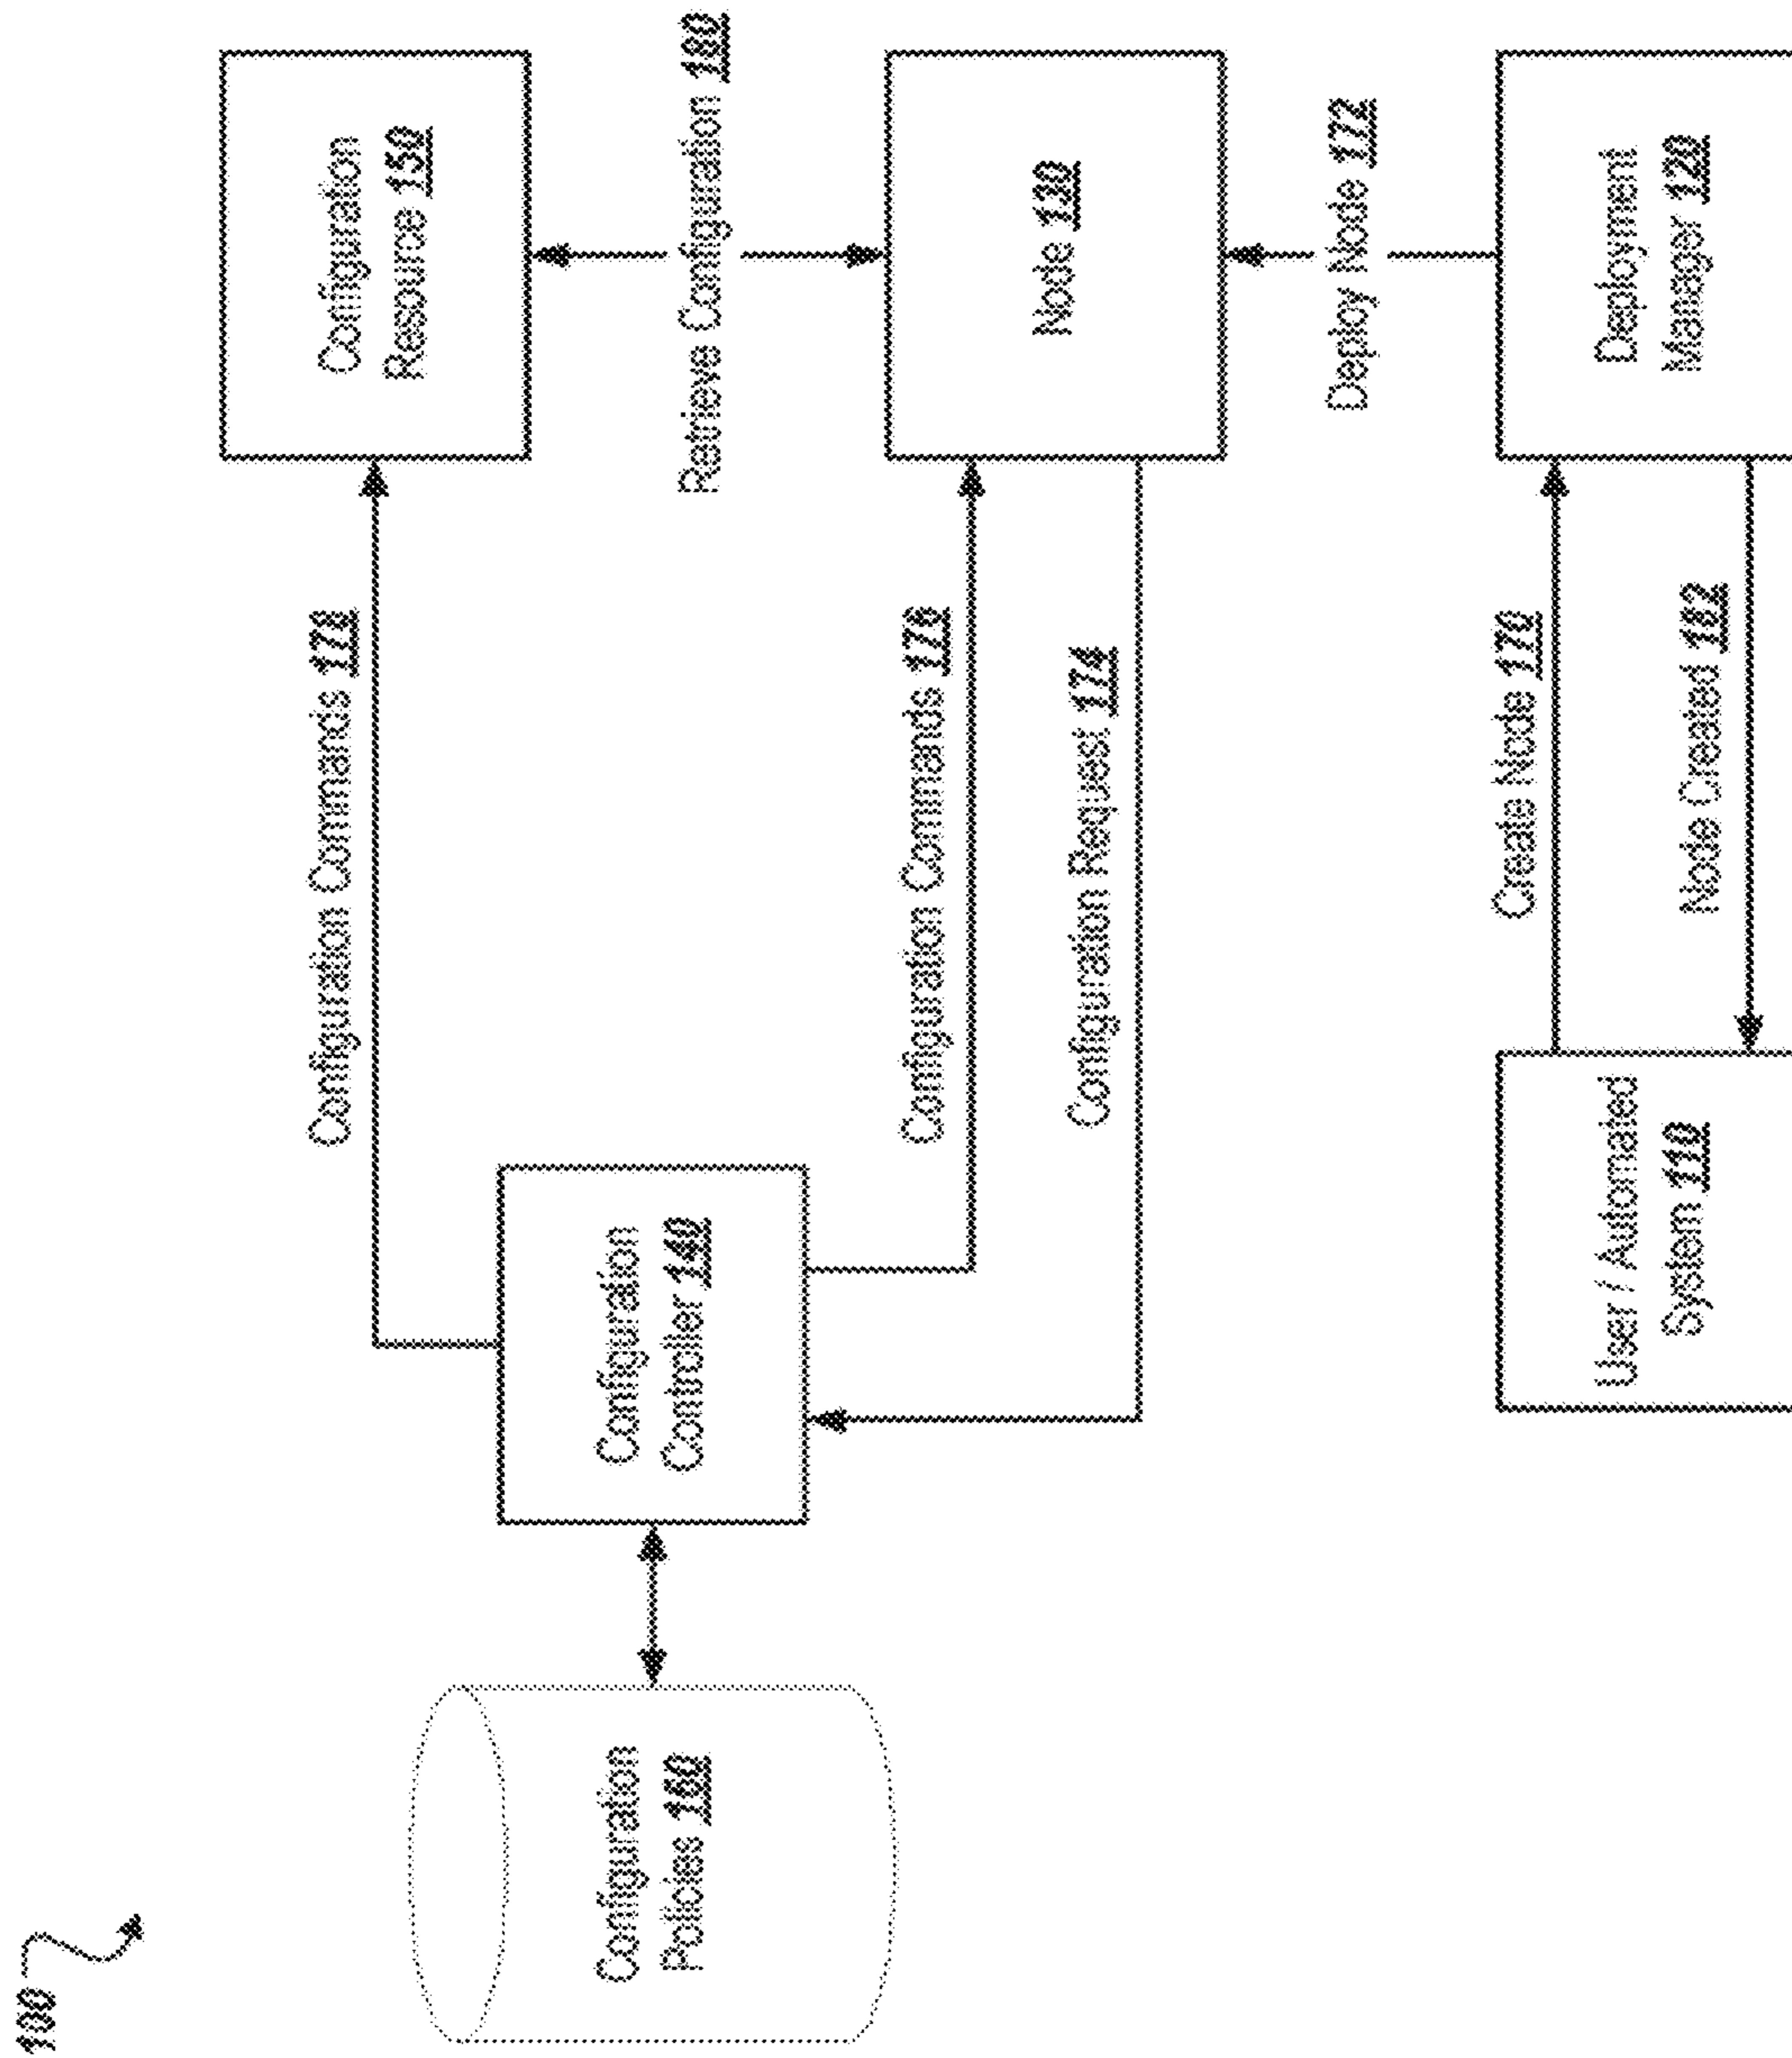 100
Configuration
Policies 160
Configuration
Controller 140
Configuration Commands 178
Configuration
Resource 150
Retrieve Configuration 180
Configuration Commands 176
Configuration Request 174
Node 130
Deploy Node 172
User / Automated
System 110
Create Node 170
Node Created 182
Deployment
Manager 120